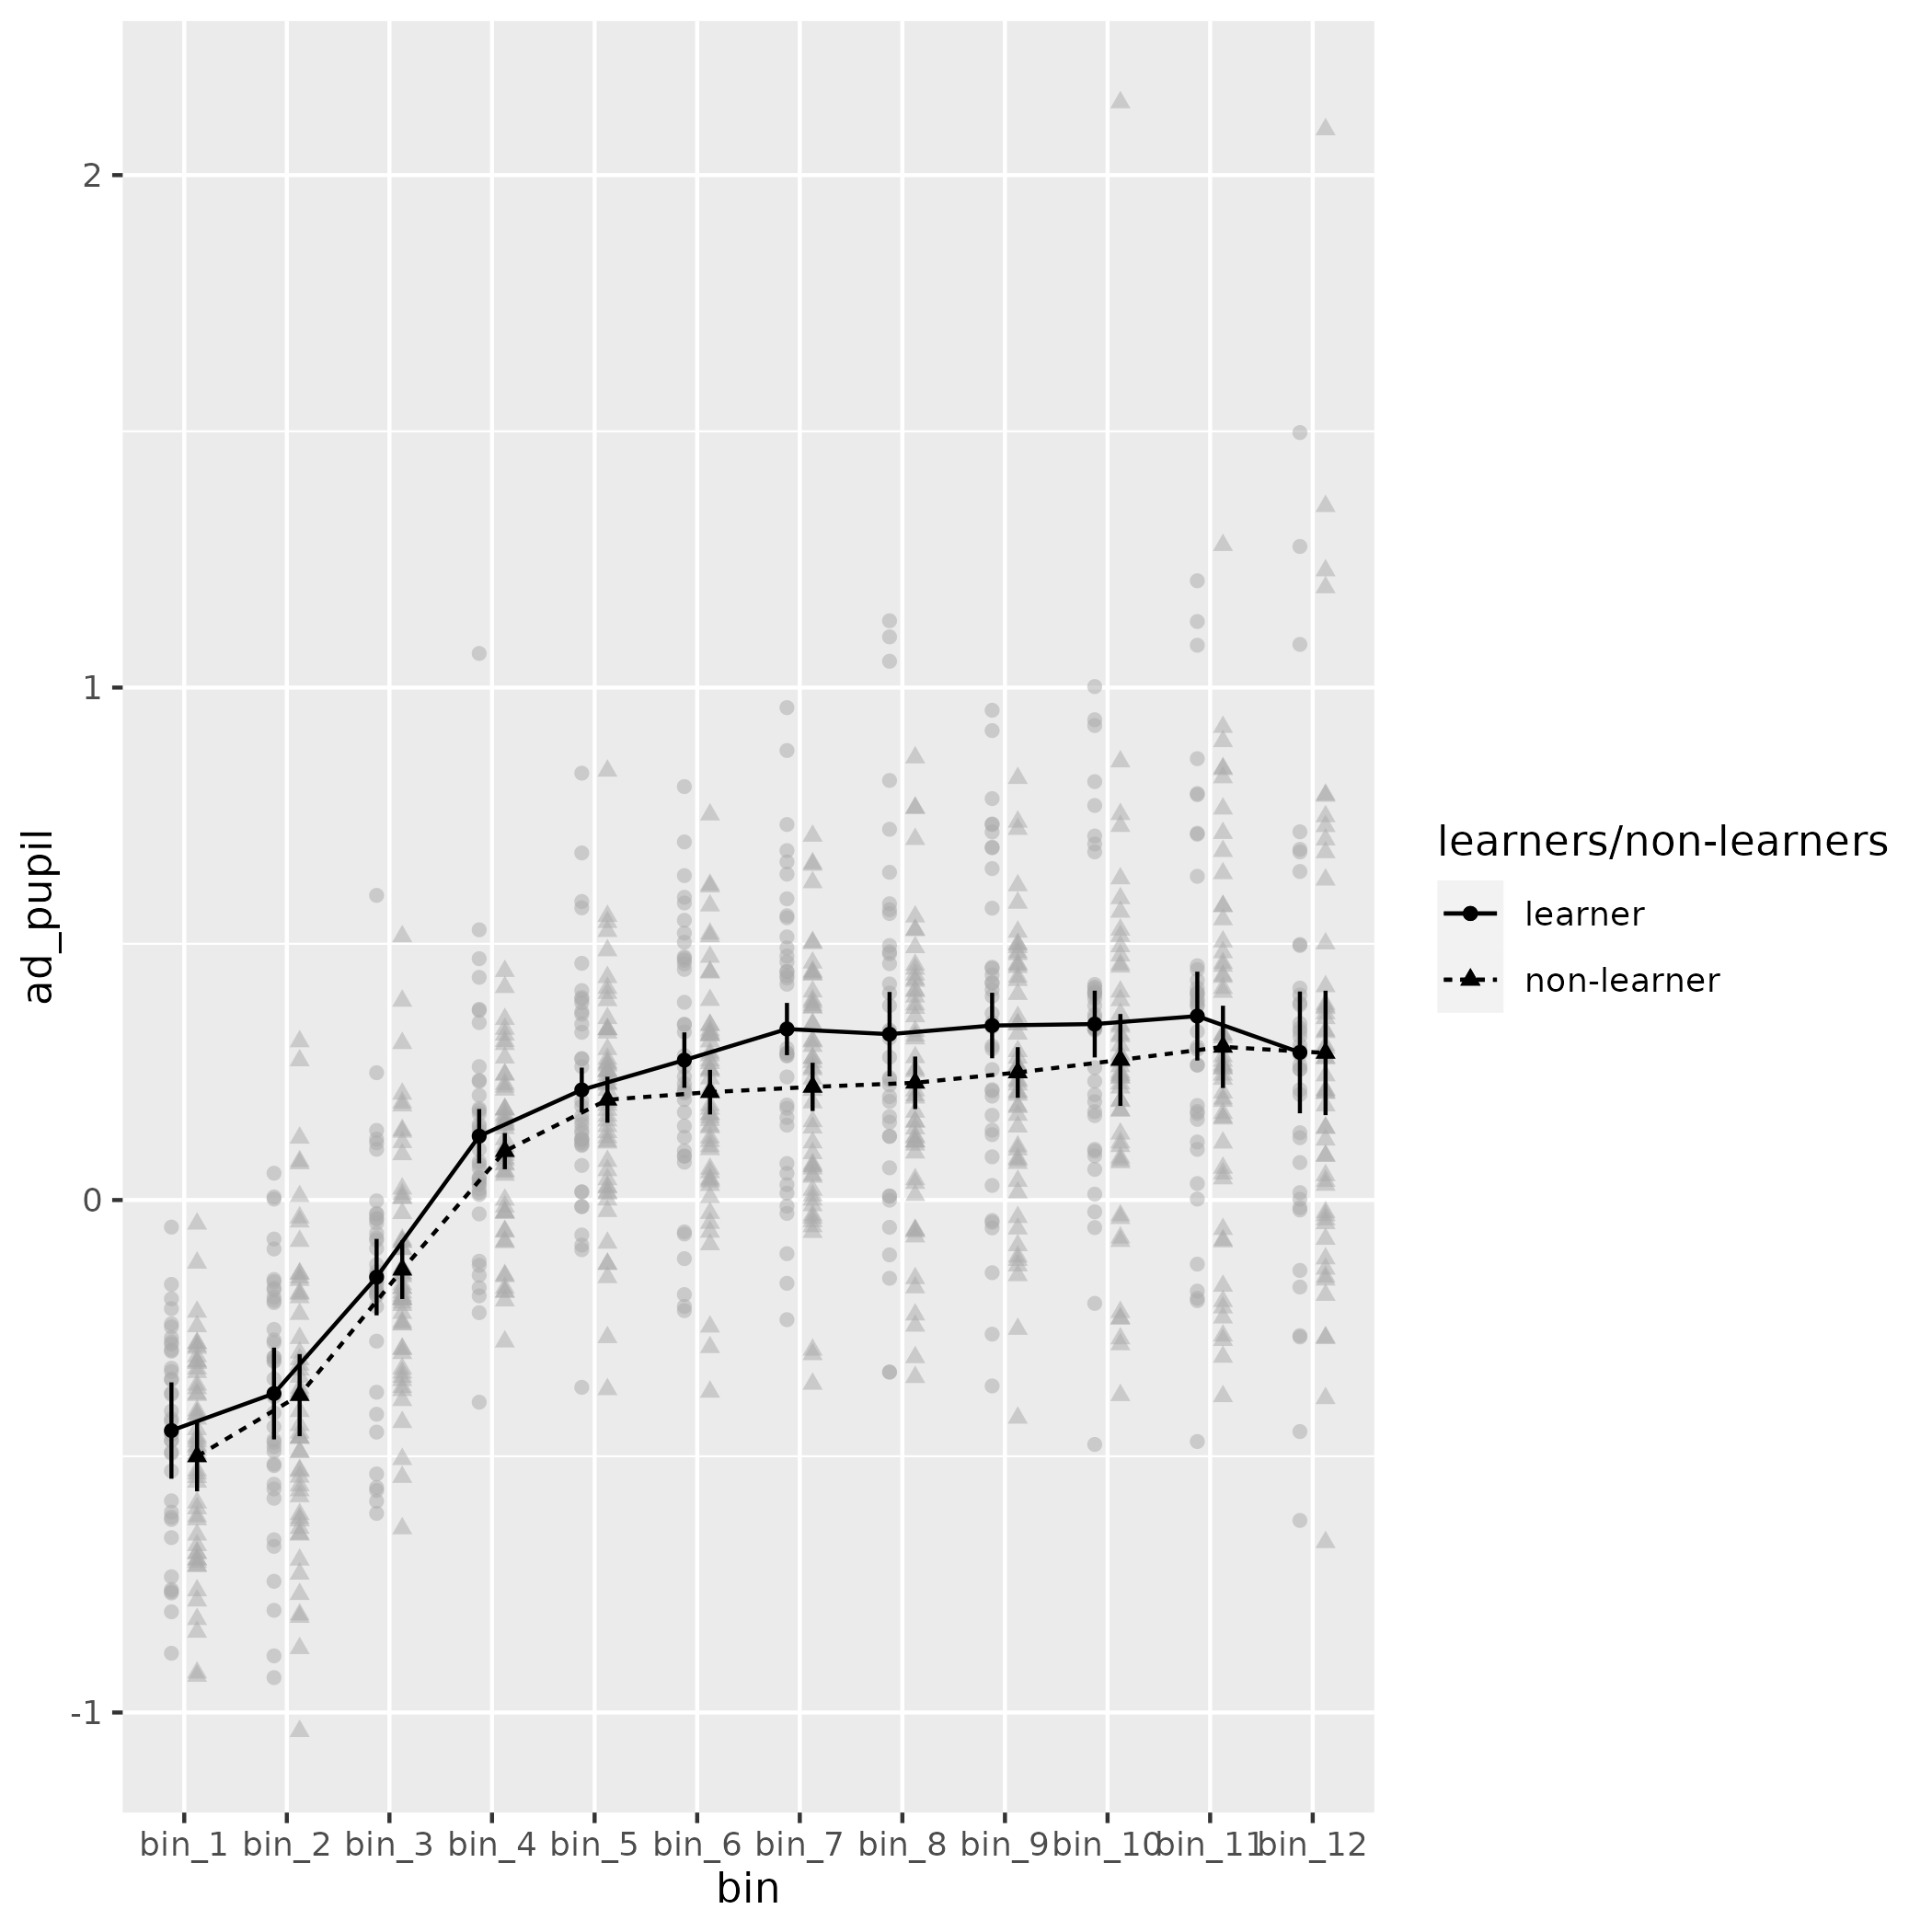 2
1
0
-1
ad_pupil
bin_1 bin_2 bin_3 bin_4 bin_5 bin_6 bin_7 bin_8 bin_9 bin_10 bin_11 bin_12
bin
learners/non-learners
learner
non-learner